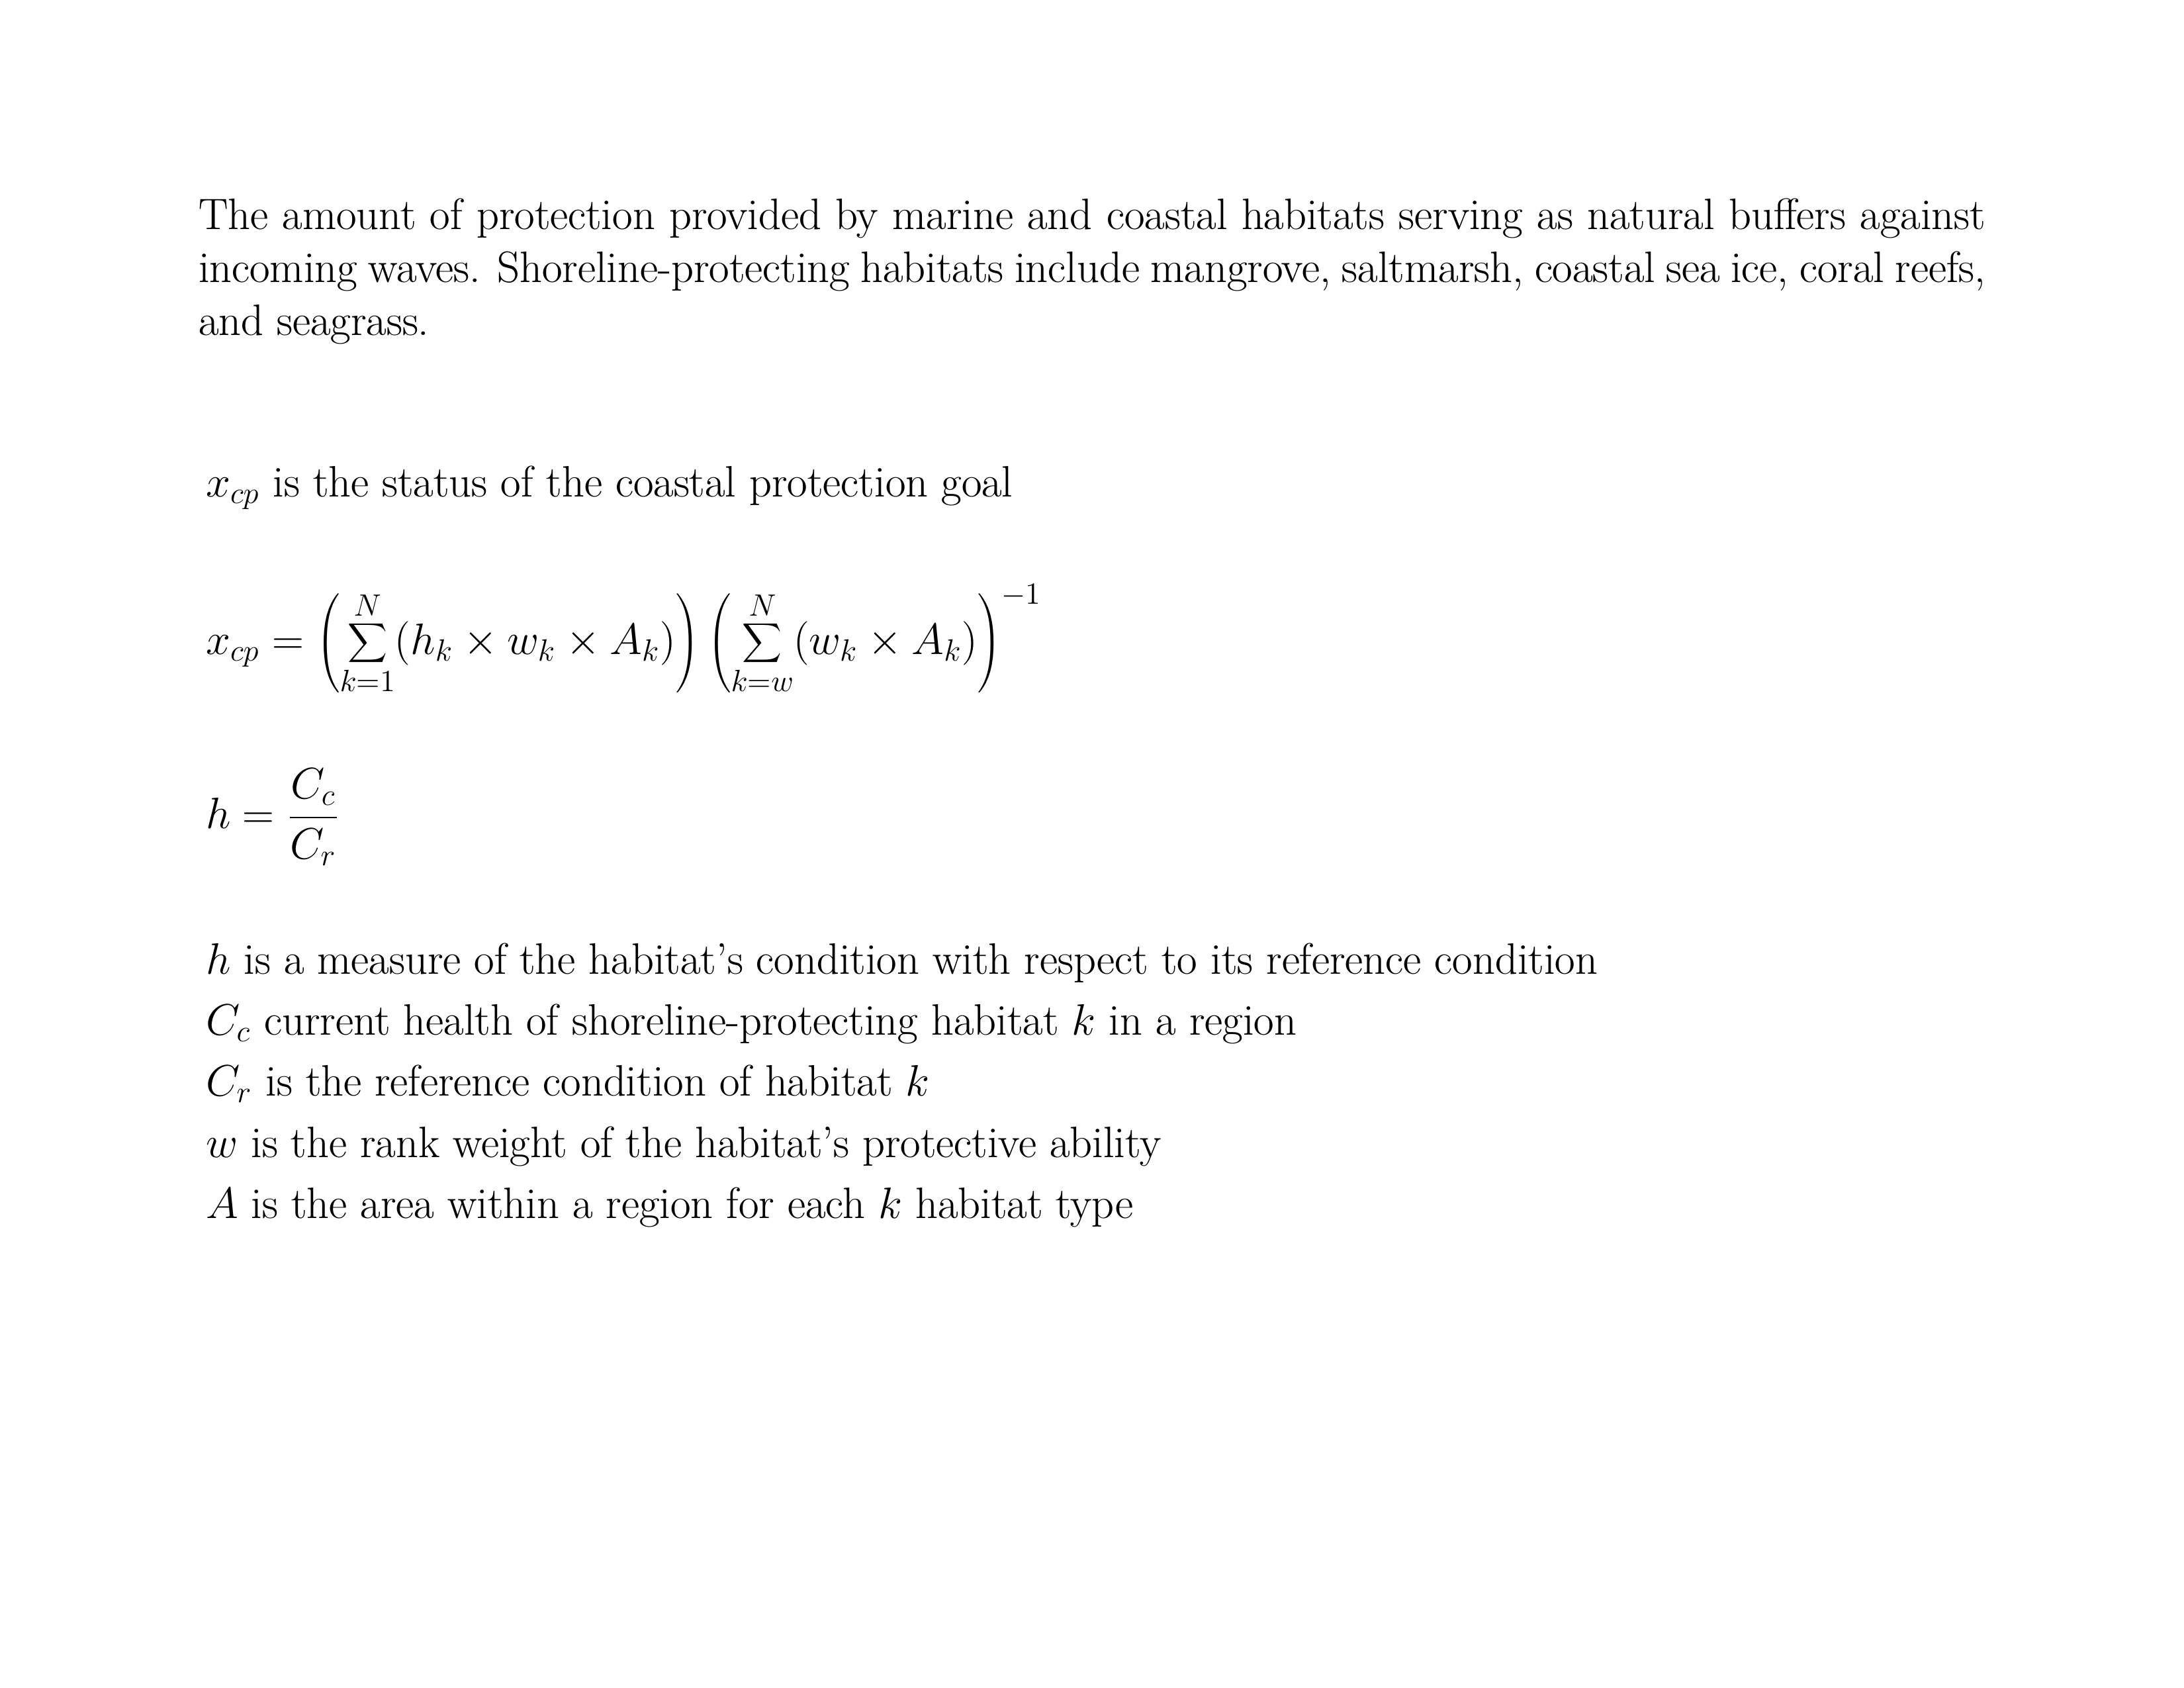 The amount of protection provided by marine and coastal habitats serving as natural buffers against
incoming waves. Shoreline-protecting habitats include mangrove, saltmarsh, coastal sea ice, coral reefs,
and seagrass.
$x_{cp}$ is the status of the coastal protection goal
$x_{cp} = \left( \sum_{k=1}^{N} (h_k \times w_k \times A_k) \right) \left( \sum_{k=w}^{N} (w_k \times A_k) \right)^{-1}$
$h = \frac{C_c}{C_r}$
$h$ is a measure of the habitat's condition with respect to its reference condition
$C_c$ current health of shoreline-protecting habitat $k$ in a region
$C_r$ is the reference condition of habitat $k$
$w$ is the rank weight of the habitat's protective ability
$A$ is the area within a region for each $k$ habitat type